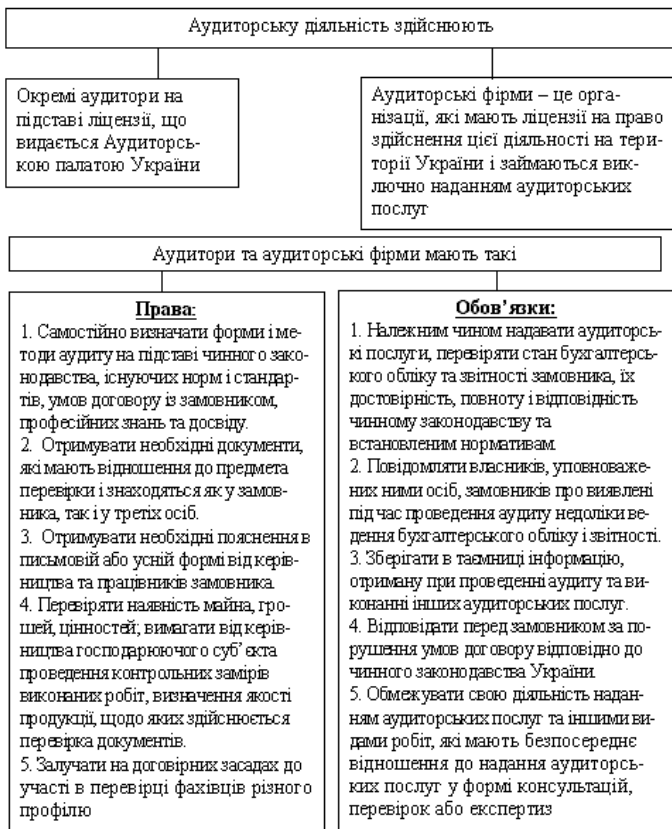 Аудиторську діяльність здійснюють
Окремі аудитори на
підставі ліцензії, що
видається Аудиторсь-
кою палатою України
Аудиторські фірми – це орга-
нізації, які мають ліцензії на право
здійснення цієї діяльності на тери-
торії України і займаються вик-
лючно наданням аудиторських
послуг
Аудитори та аудиторські фірми мають такі
Права:
1. Самостійно визначати форми і ме-
тоди аудиту на підставі чинного зако-
нодавства, існуючих норм і стандар-
тів, умов договору із замовником,
професійних знань та досвіду.
2. Отримувати необхідні документи,
які мають відношення до предмета
перевірки і знаходяться як у замов-
ника, так і у третіх осіб.
3. Отримувати необхідні пояснення в
письмовій або усній формі від керів-
ництва та працівників замовника.
4. Перевіряти наявність майна, гро-
шей, цінностей; вимагати від керів-
ництва господарюючого суб’єкта
проведення контрольних замірів
виконаних робіт, визначення якості
продукції, щодо яких здійснюється
перевірка документів.
5. Залучати на договірних засадах до
участі в перевірці фахівців різного
профілю
Обов’язки:
1. Належним чином надавати аудиторсь-
кі послуги, перевіряти стан бухгалтерсь-
кого обліку та звітності замовника, їх
достовірність, повноту і відповідність
чинному законодавству та
встановленим нормативам.
2. Повідомляти власників, уповноваже-
них ними осіб, замовників про виявлені
під час проведення аудиту недоліки ве-
дення бухгалтерського обліку і звітності.
3. Зберігати в таємниці інформацію,
отриману при проведенні аудиту та ви-
конанні інших аудиторських послуг.
4. Відповідати перед замовником за по-
рушення умов договору відповідно до
чинного законодавства України.
5. Обмежувати свою діяльність надан-
ням аудиторських послуг та іншими ви-
дами робіт, які мають безпосереднє
відношення до надання аудиторсь-
ких послуг у формі консультацій,
перевірок або експертиз